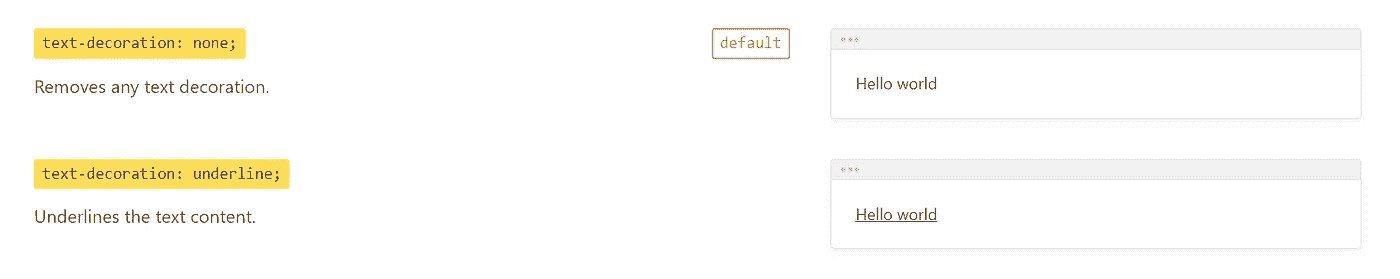 text-decoration: none;
default
Removes any text decoration.
***
Hello world
text-decoration: underline;
Underlines the text content.
***
Hello world